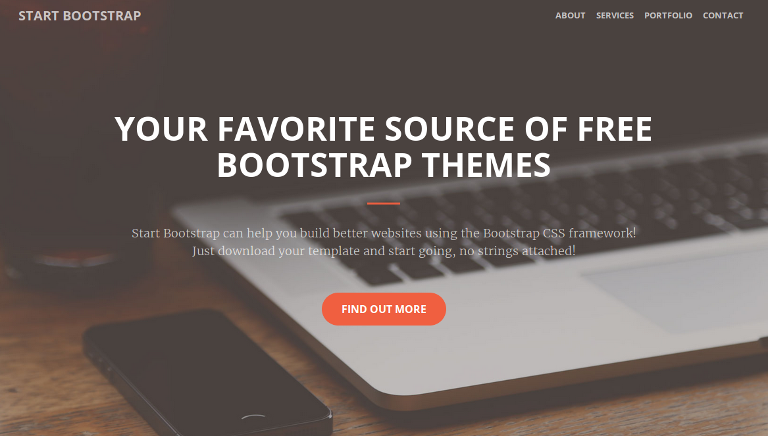 START BOOTSTRAP
ABOUT SERVICES PORTFOLIO CONTACT
YOUR FAVORITE SOURCE OF FREE
BOOTSTRAP THEMES
Start Bootstrap can help you build better websites using the Bootstrap CSS framework!
Just download your template and start going, no strings attached!
FIND OUT MORE